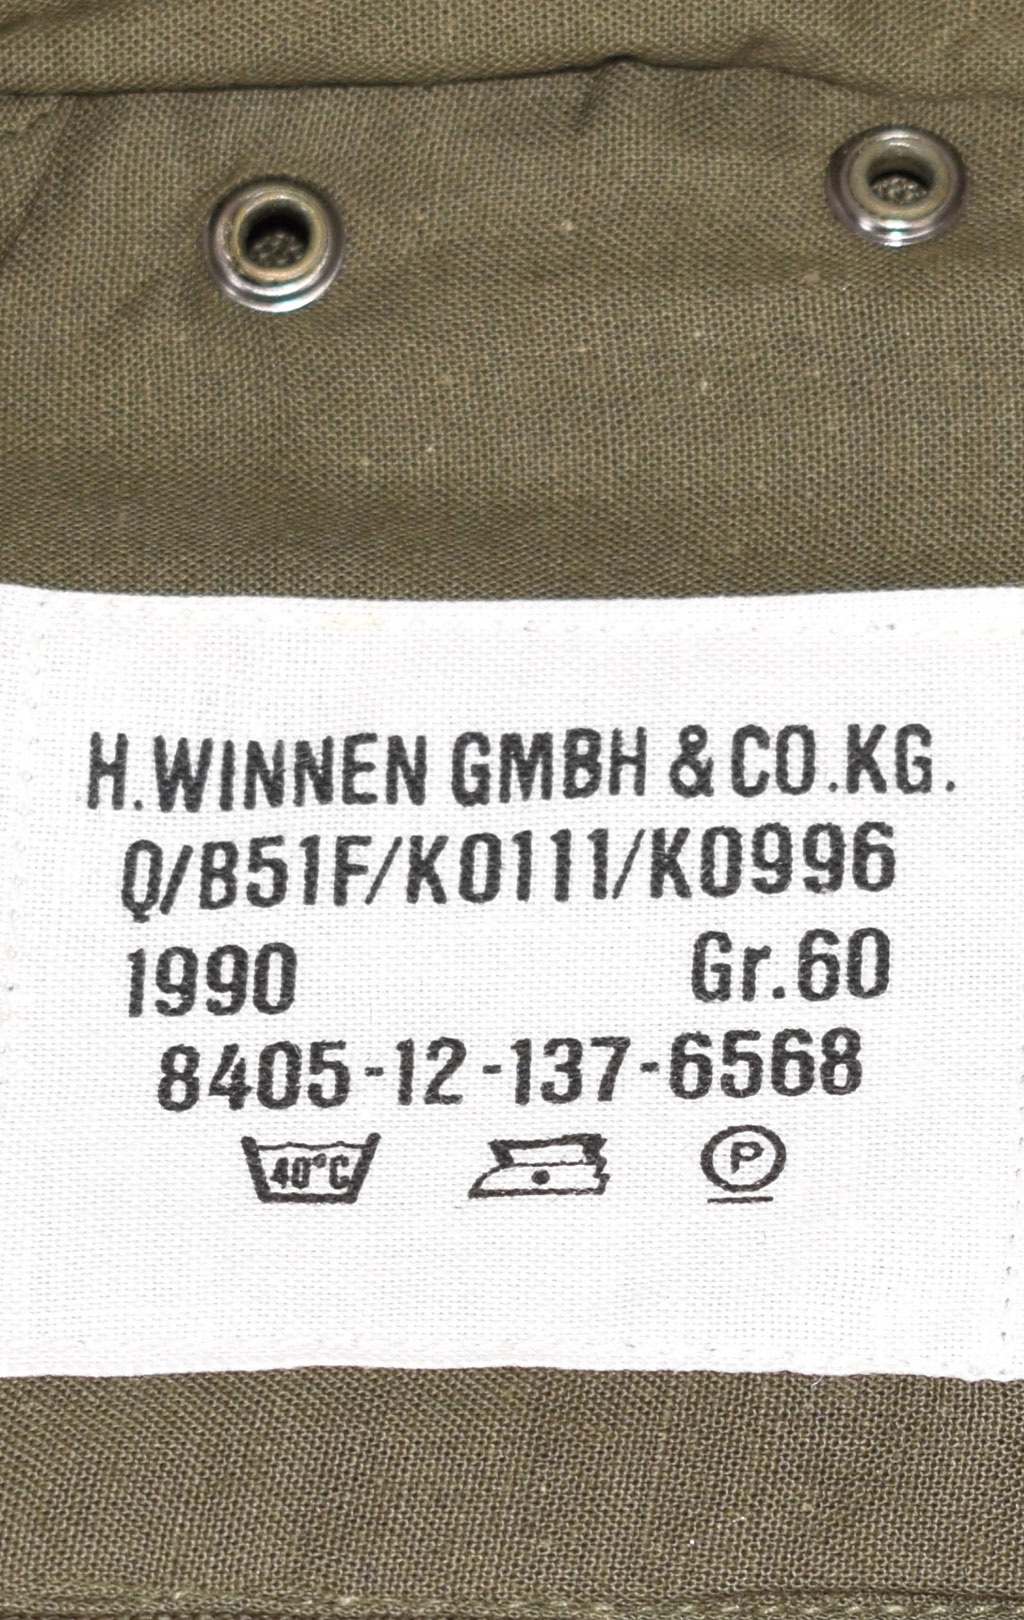 H.WINNEN GMBH & CO.KG.
Q/B51F/K0111/K0996
1990 Gr.60
8405-12-137-6568
40°C P